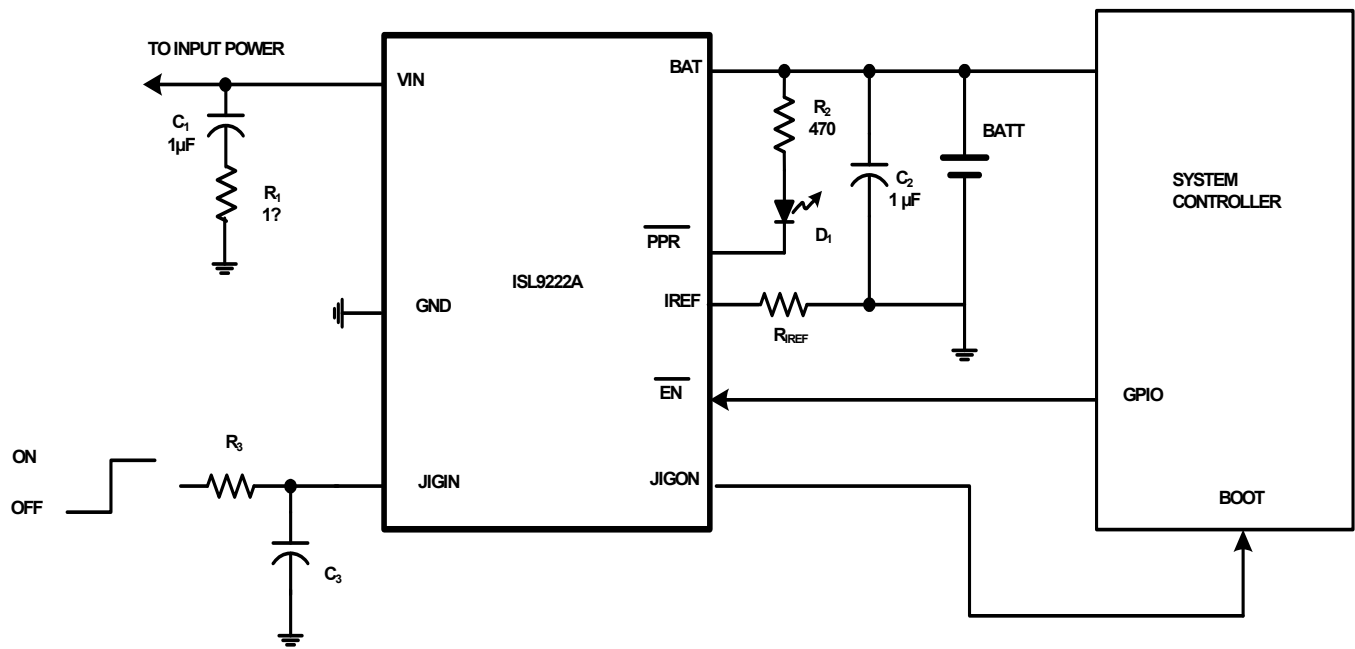 TO INPUT POWER
VIN
C1
1µF
R1
1?
GND
ISL9222A
BAT
R2
470
D1
C2
1 µF
BATT
PPR
IREF
RIREF
EN
SYSTEM
CONTROLLER
GPIO
ON
OFF
R3
C3
JIGIN
JIGON
BOOT